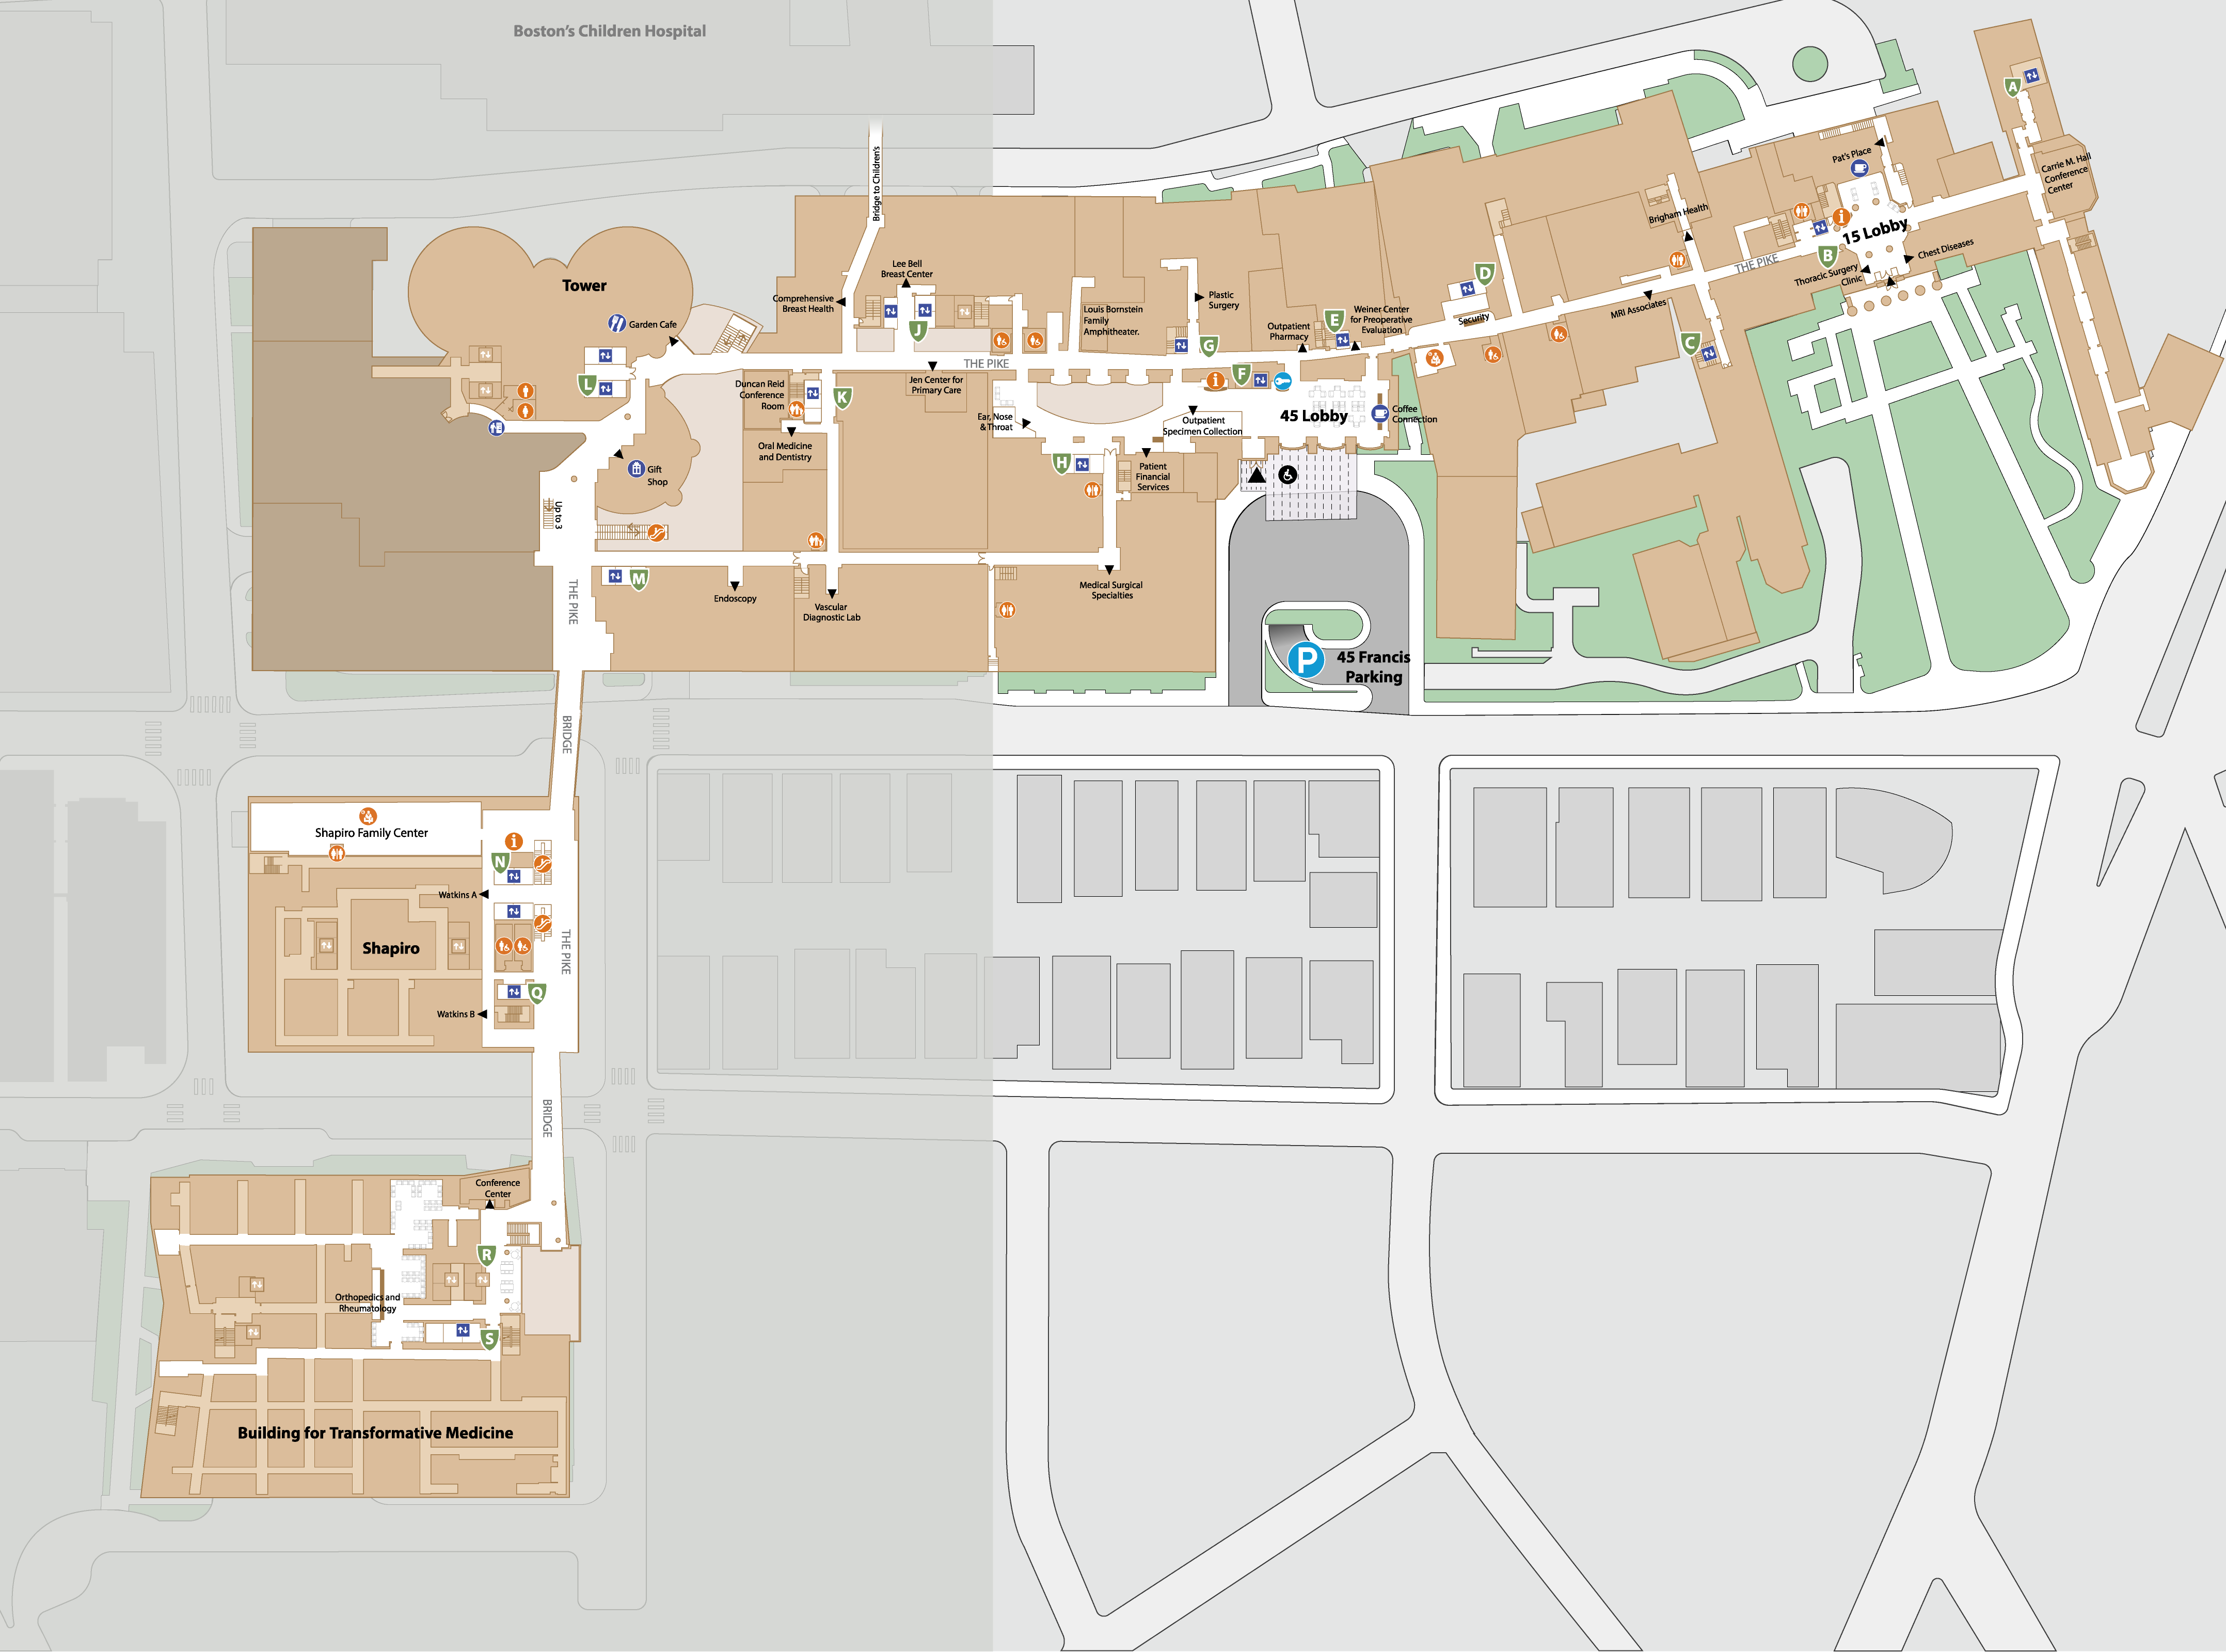 Boston's Children Hospital
Bridge to Children's
A
Carrie M. Hall
Conference
Center
Pat's Place
i
15 Lobby
B
Chest Diseases
Thoracic Surgery
Clinic
THE PIKE
Brigham Health
MRI Associates
C
D
Security
E
Weiner Center
for Preoperative
Evaluation
Outpatient
Pharmacy
Plastic
Surgery
G
Louis Bornstein
Family
Amphitheater.
Lee Bell
Breast Center
Comprehensive
Breast Health
J
THE PIKE
Tower
Garden Cafe
L
Duncan Reid
Conference
Room
K
Jen Center for
Primary Care
Oral Medicine
and Dentistry
Ear, Nose
& Throat
i
F
45 Lobby
Coffee
Connection
Outpatient
Specimen Collection
H
Patient
Financial
Services
Gift
Shop
Up to 3
M
Endoscopy
Vascular
Diagnostic Lab
Medical Surgical
Specialties
THE PIKE
P
45 Francis
Parking
BRIDGE
Shapiro Family Center
i
N
Watkins A
Shapiro
THE PIKE
Q
Watkins B
BRIDGE
Conference
Center
R
Orthopedics and
Rheumatology
S
Building for Transformative Medicine